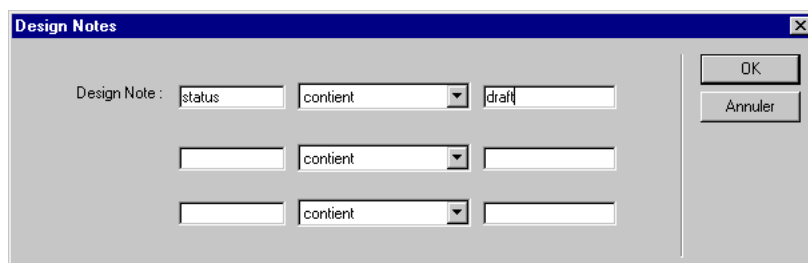 Design Notes
OK
Design Note : status contient draft
Annuler
contient
contient